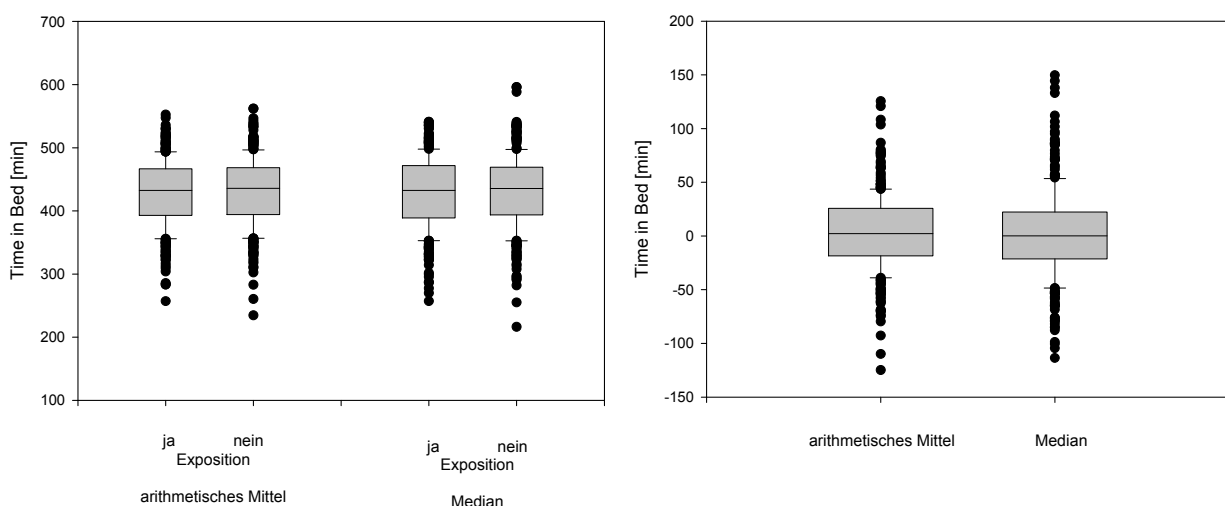 700
600
500
400
300
200
100
Time in Bed [min]
ja nein
Exposition
arithmetisches Mittel
ja nein
Exposition
Median
200
150
100
50
0
-50
-100
-150
Time in Bed [min]
arithmetisches Mittel Median